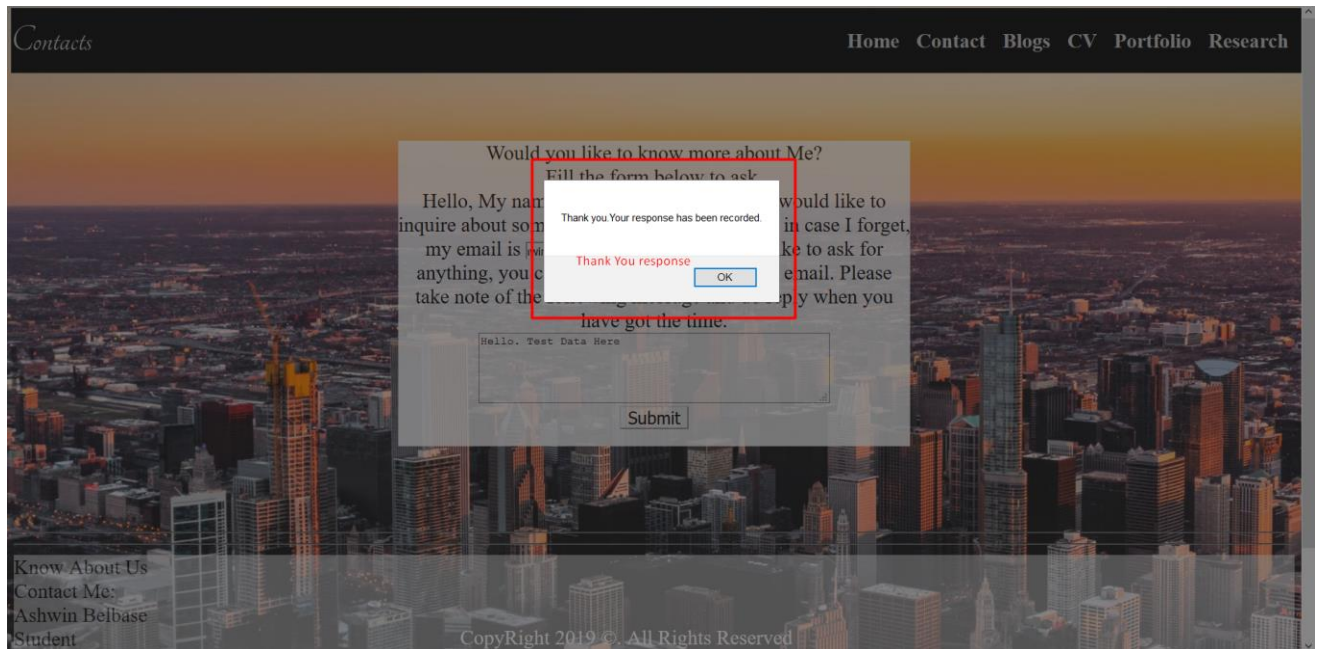 Contacts
Home Contact Blogs CV Portfolio Research
Would you like to know more about Me?
Fill the form below to ask
Hello, My nam would like to
inquire about som in case I forget,
my email is ke to ask for
anything, you c email. Please
take note of the reply when you
have got the time.
Thank you.Your response has been recorded.
Thank You response
OK
Hello. Test Data Here
Submit
Know About Us
Contact Me:
Ashwin Belbase
Student
CopyRight 2019 ©. All Rights Reserved